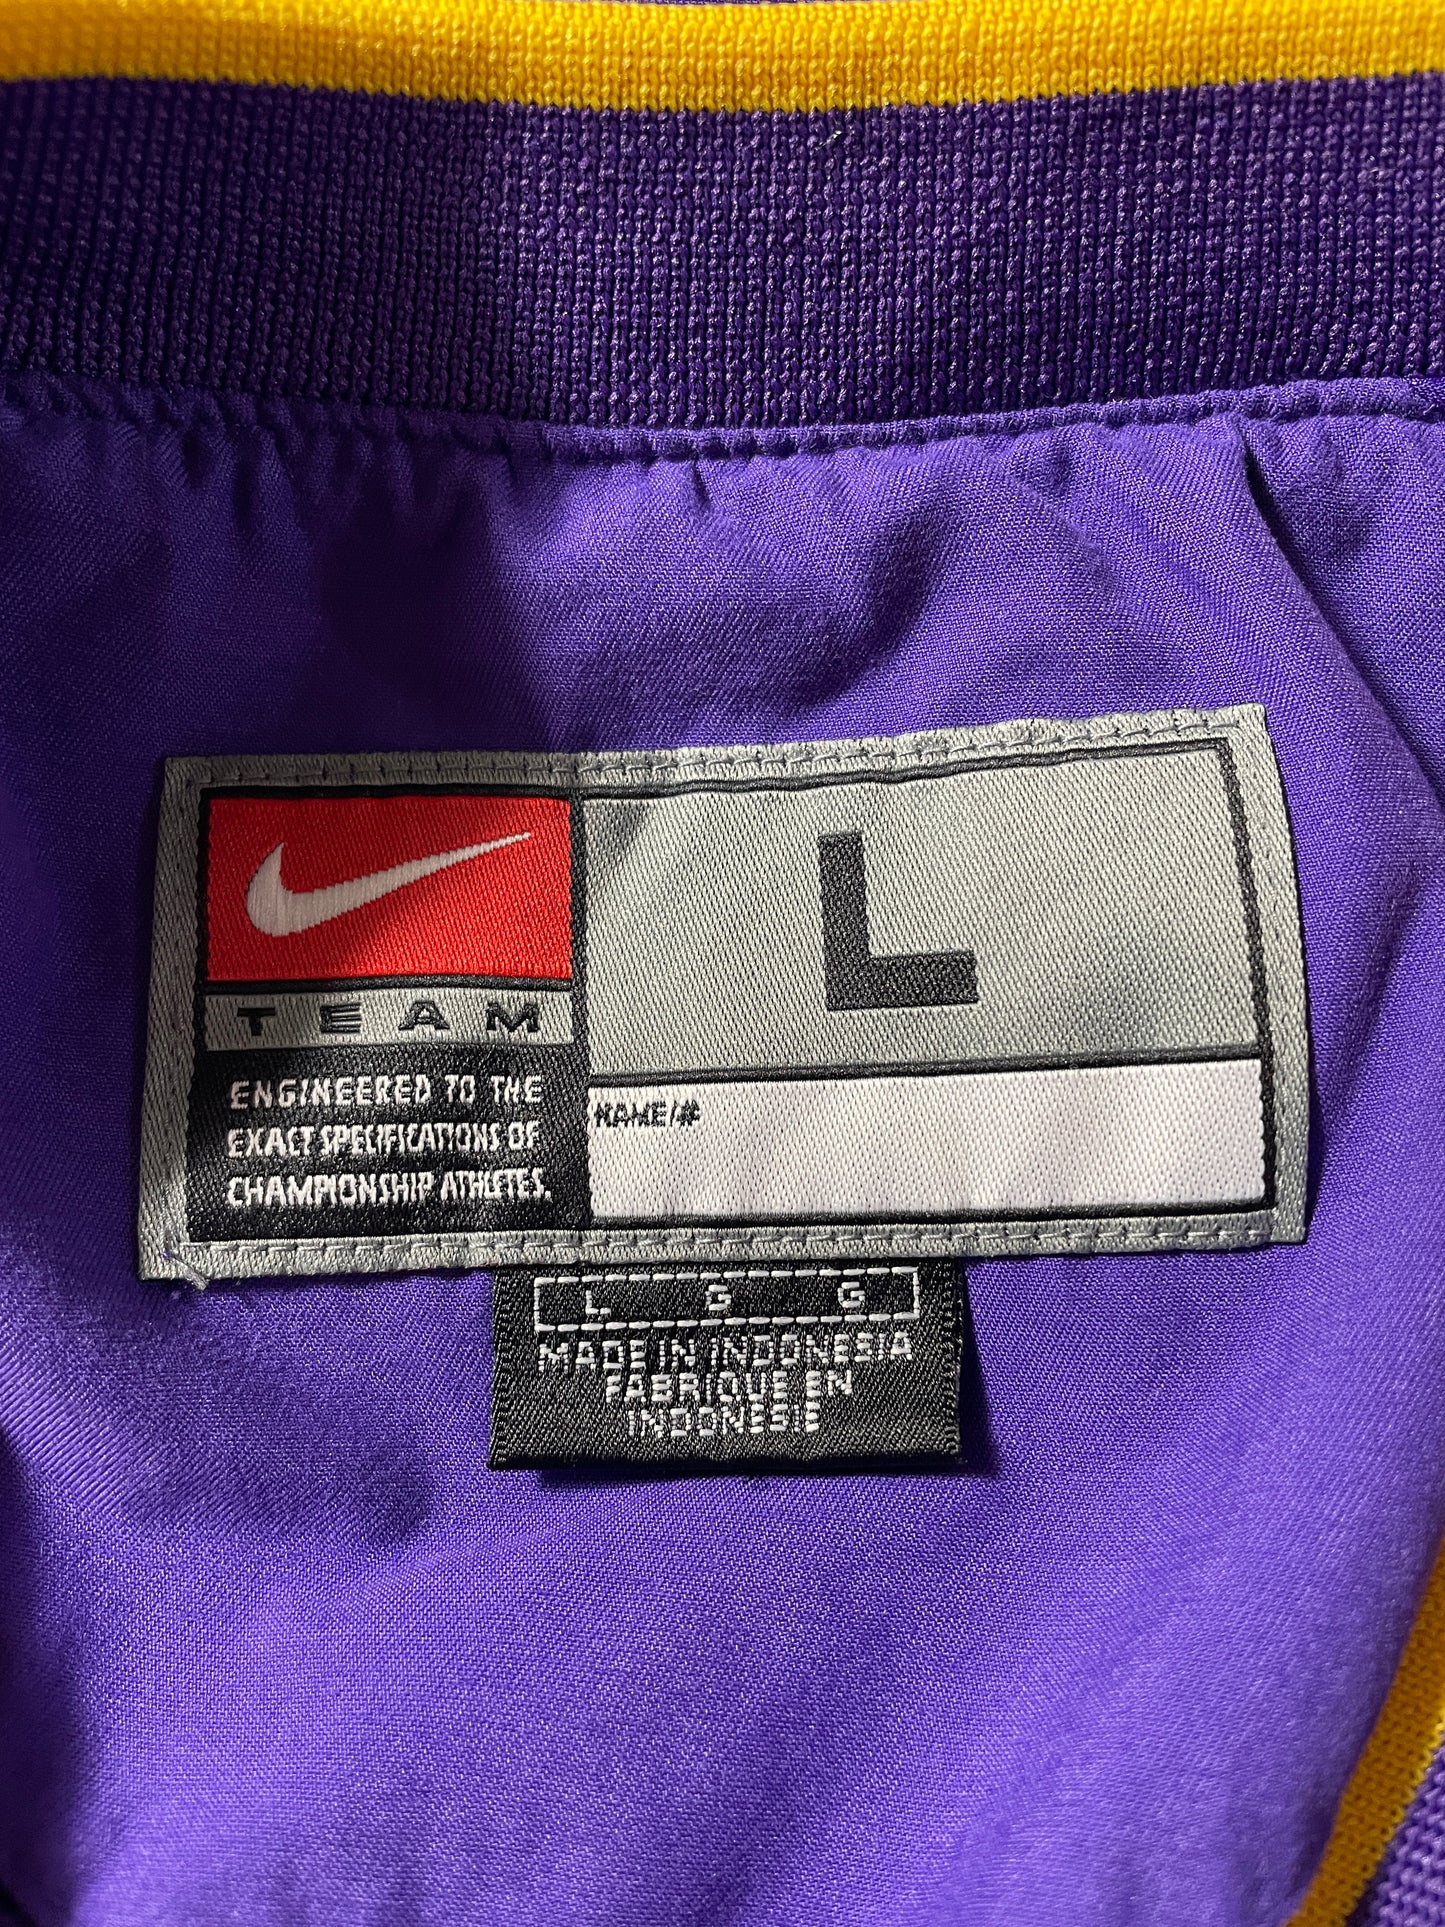 L
TEAM
ENGINEERED TO THE
EXACT SPECIFICATIONS OF
CHAMPIONSHIP ATHLETES.
NAME/#
L G G
MADE IN INDONESIA
FABRIQUE EN
INDONESIE